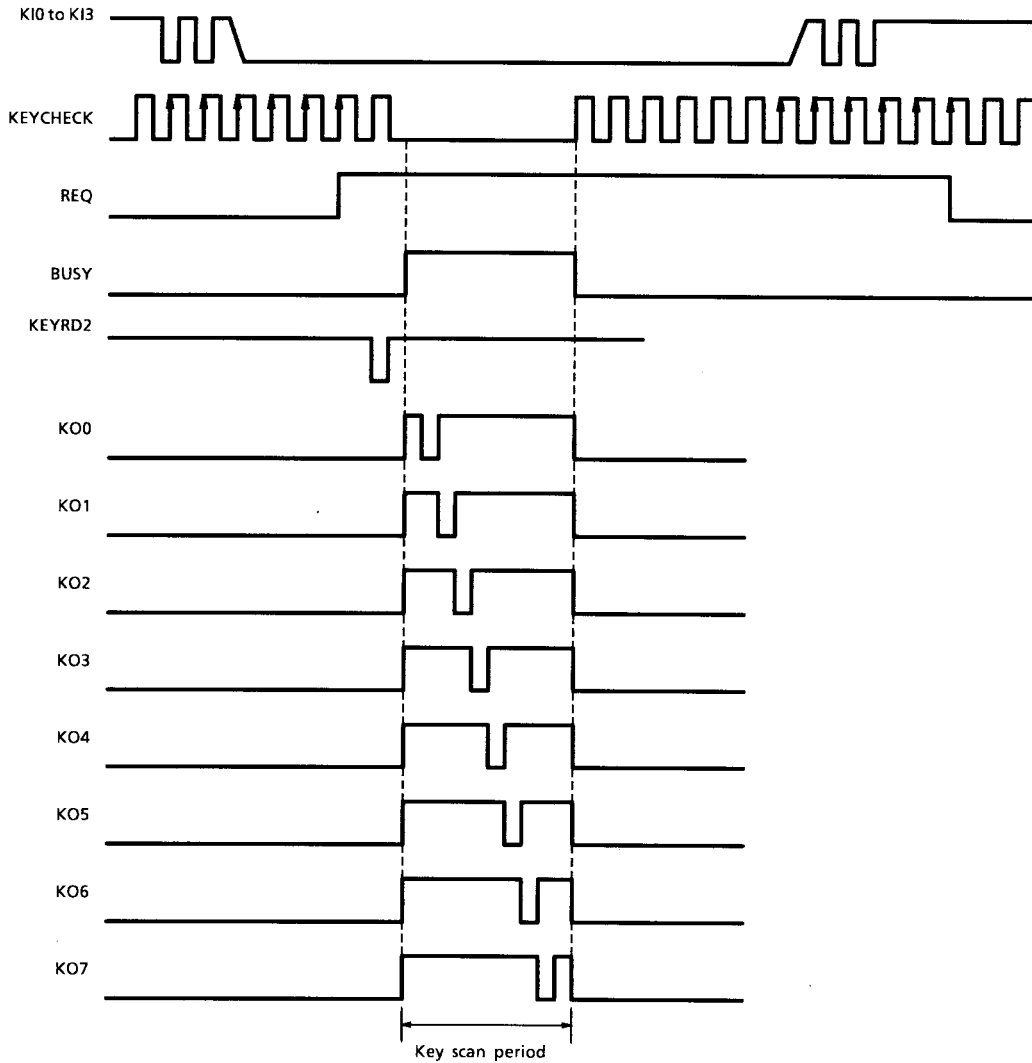 KI0 to KI3
KEYCHECK
REQ
BUSY
KEYRD2
KO0
KO1
KO2
KO3
KO4
KO5
KO6
KO7
Key scan period